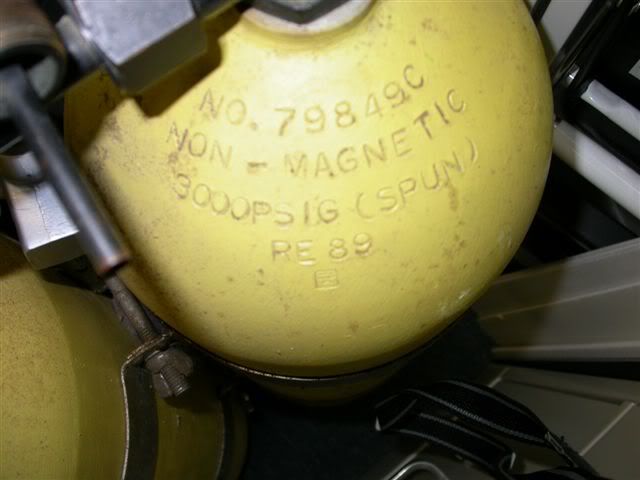 NO. 79849C
NON - MAGNETIC
3000PSIG (SPUN)
RE 89